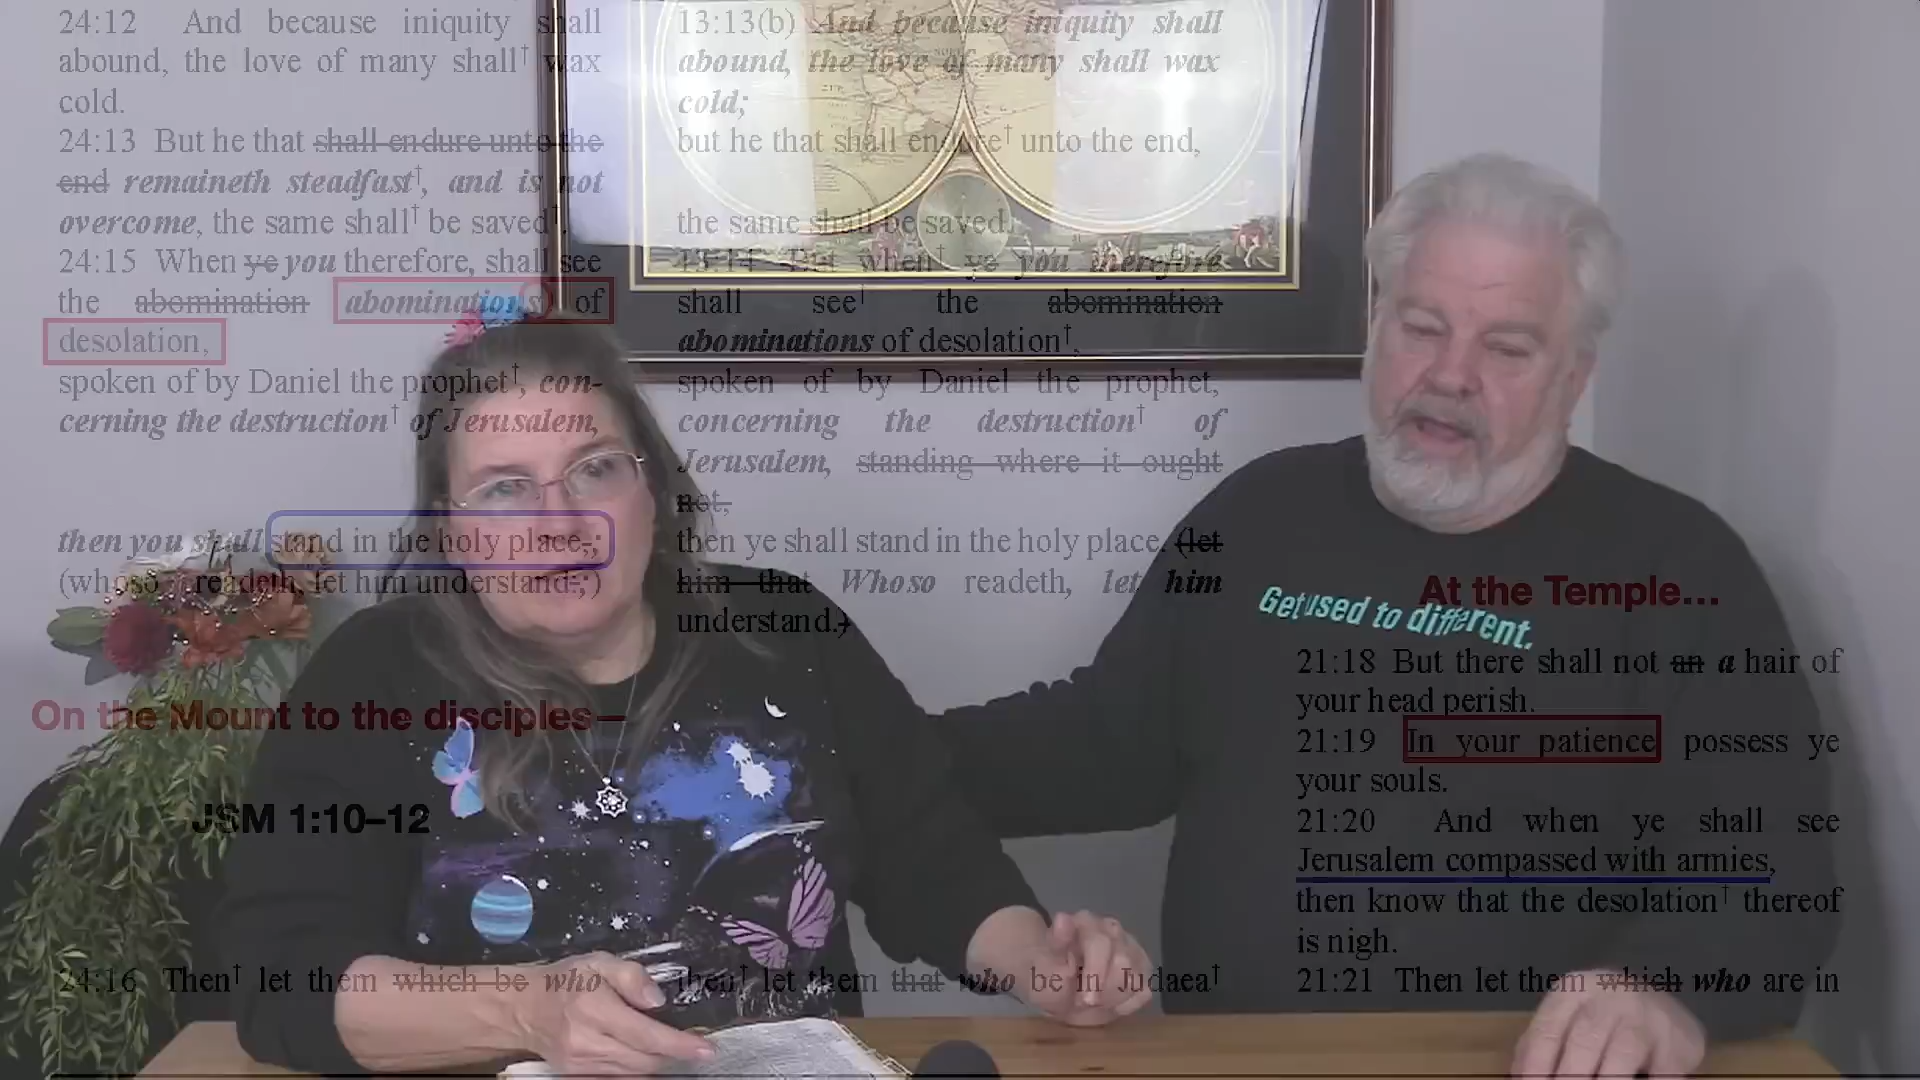 24:12 And because iniquity shall
abound, the love of many shall† wax
cold.
24:13 But he that shall endure unto the
end remaineth steadfast†, and is not
overcome, the same shall† be saved†.
24:15 When ye you therefore, shall see
the abomination abominations of
desolation,
spoken of by Daniel the prophet†, con-
cerning the destruction† of Jerusalem,
then you shall stand in the holy place,;
(whoso readeth, let him understand:;)
On the Mount to the disciples—
JSM 1:10–12
24:16 Then† let them which be who
13:13(b) And because iniquity shall
abound, the love of many shall wax
cold;
but he that shall endure† unto the end,
the same shall be saved.
13:14 But when† ye you therefore
shall see† the abomination
abominations of desolation†,
spoken of by Daniel the prophet,
concerning the destruction† of
Jerusalem, standing where it ought
not,
then ye shall stand in the holy place. (let
him that Whoso readeth, let him
understand.)
then† let them that who be in Judaea†
Get used to different.
At the Temple...
21:18 But there shall not an a hair of
your head perish.
21:19 In your patience possess ye
your souls.
21:20 And when ye shall see
Jerusalem compassed with armies,
then know that the desolation† thereof
is nigh.
21:21 Then let them which who are in